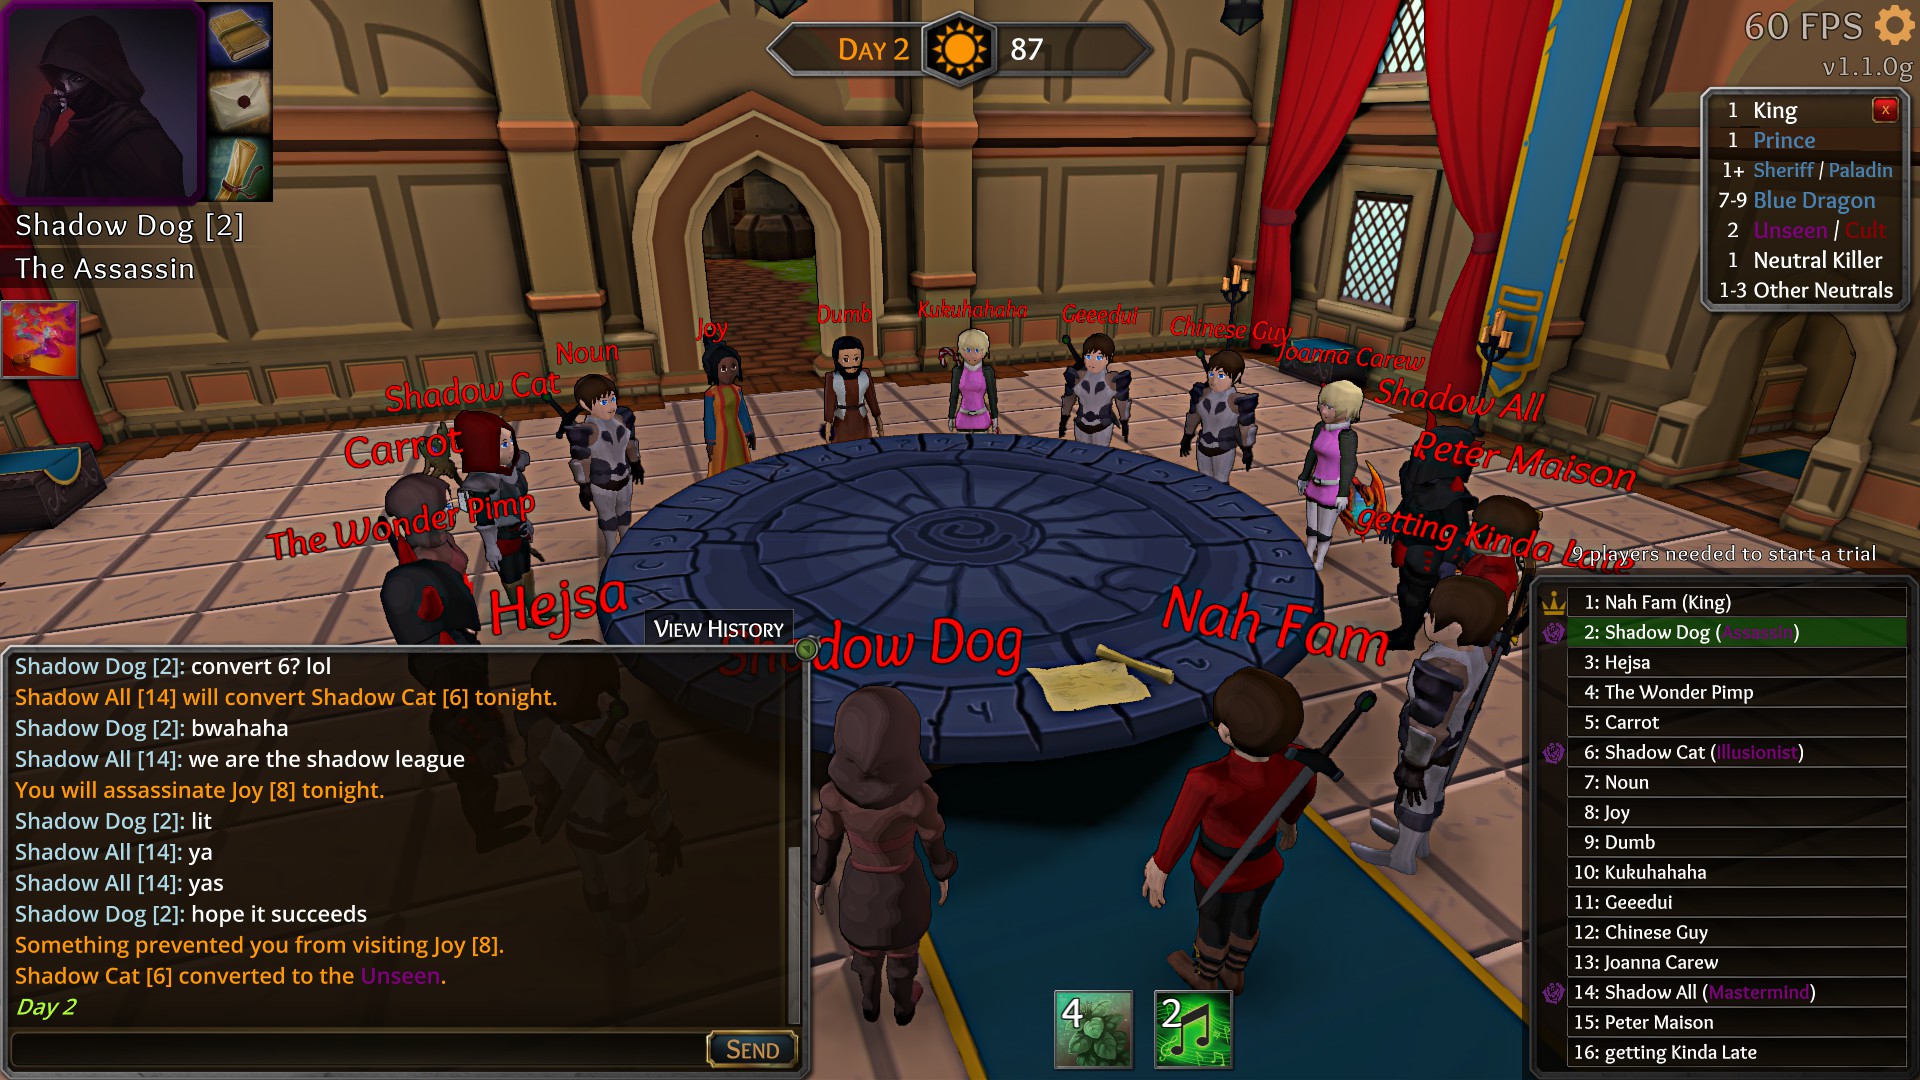 DAY 2
87
60 FPS
v1.1.0g
1 King
x
1 Prince
1+ Sheriff / Paladin
7-9 Blue Dragon
2 Unseen / Cult
1 Neutral Killer
1-3 Other Neutrals
Shadow Dog [2]
The Assassin
Joy
Dumb
Kukuhahaha
Geeedui
Chinese Guy
Joanna Carew
Noun
Shadow Cat
Shadow All
Carrot
Peter Maison
The Wonder Pimp
getting Kinda Late
Hejsa
Shadow Dog
Nah Fam
VIEW HISTORY
Shadow Dog [2]: convert 6? lol
Shadow All [14] will convert Shadow Cat [6] tonight.
Shadow Dog [2]: bwahaha
Shadow All [14]: we are the shadow league
You will assassinate Joy [8] tonight.
Shadow Dog [2]: lit
Shadow All [14]: ya
Shadow All [14]: yas
Shadow Dog [2]: hope it succeeds
Something prevented you from visiting Joy [8].
Shadow Cat [6] converted to the Unseen.
Day 2
SEND
4
2
9 players needed to start a trial
1: Nah Fam (King)
2: Shadow Dog (Assassin)
3: Hejsa
4: The Wonder Pimp
5: Carrot
6: Shadow Cat (Illusionist)
7: Noun
8: Joy
9: Dumb
10: Kukuhahaha
11: Geeedui
12: Chinese Guy
13: Joanna Carew
14: Shadow All (Mastermind)
15: Peter Maison
16: getting Kinda Late